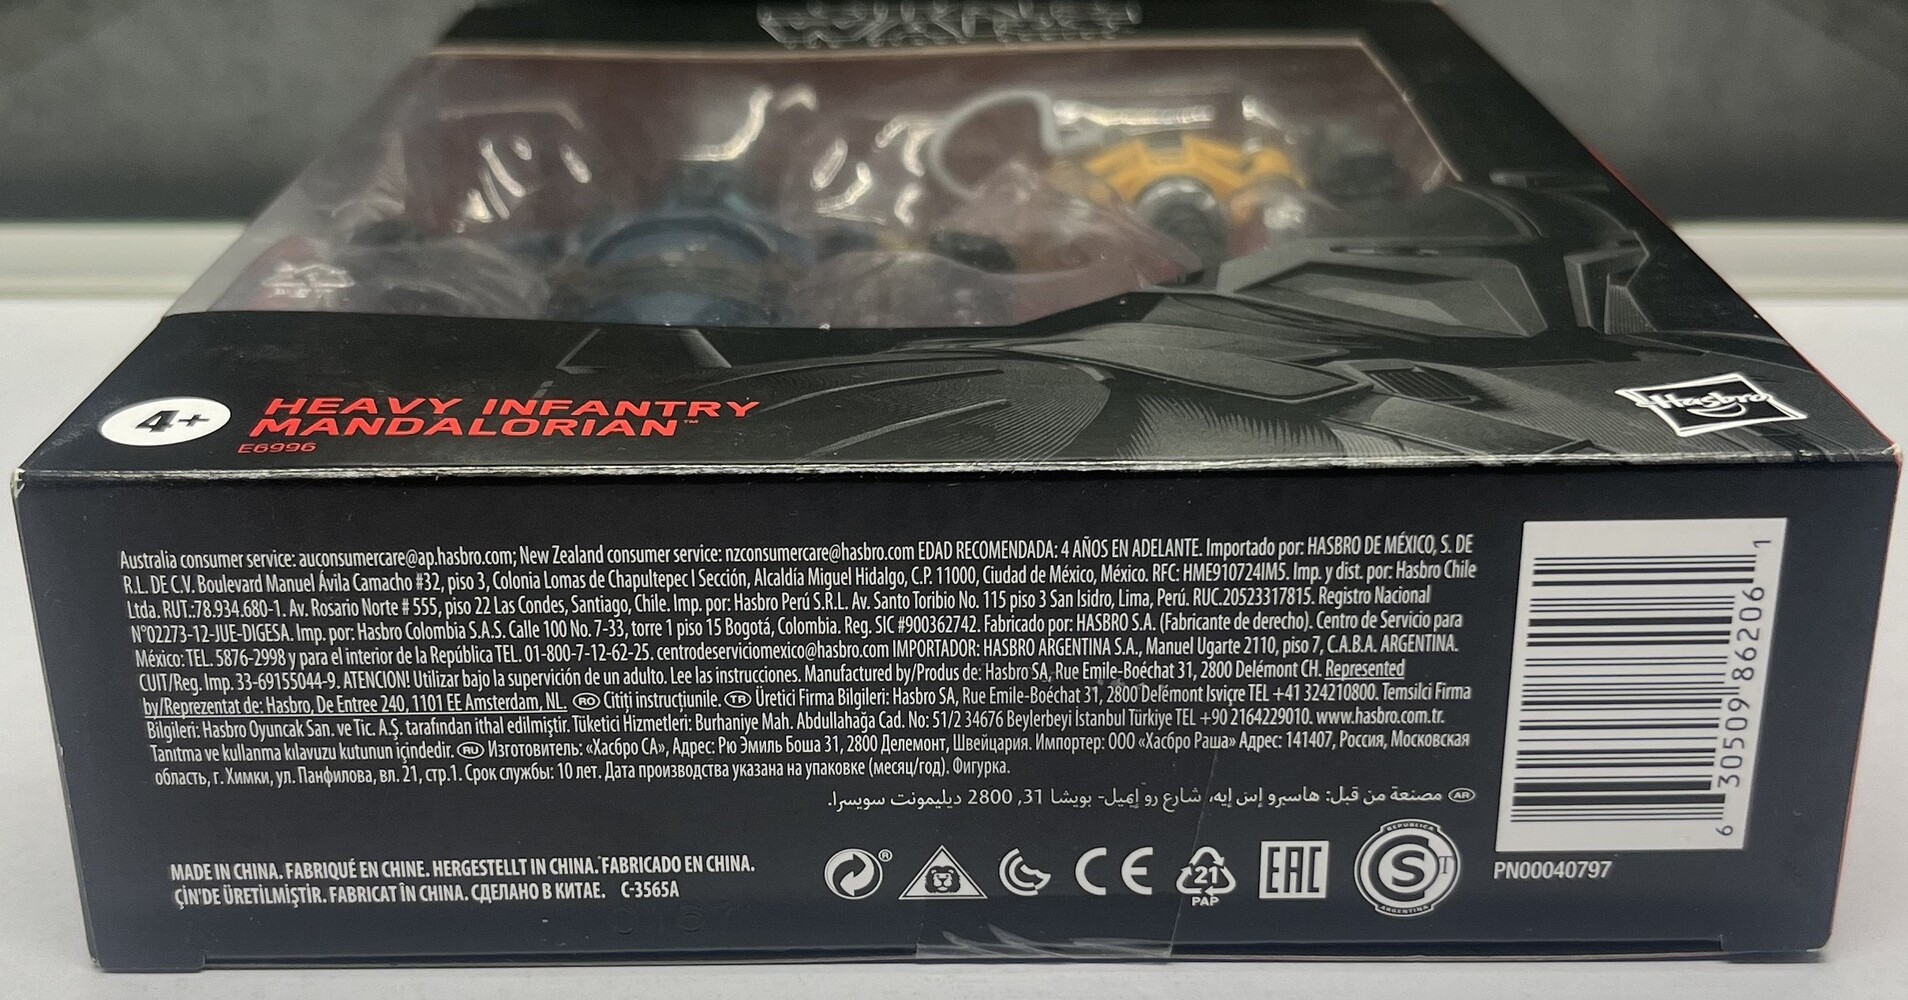 4+
HEAVY INFANTRY
MANDALORIAN™
E6996
Hasbro
Australia consumer service: auconsumercare@ap.hasbro.com; New Zealand consumer service: nzconsumercare@hasbro.com EDAD RECOMENDADA: 4 AÑOS EN ADELANTE. Importado por: HASBRO DE MÉXICO, S. DE
R.L. DE C.V. Boulevard Manuel Ávila Camacho #32, piso 3, Colonia Lomas de Chapultepec I Sección, Alcaldía Miguel Hidalgo, C.P. 11000, Ciudad de México, México. RFC: HME910724IM5. Imp. y dist. por: Hasbro Chile
Ltda. RUT.:78.934.680-1. Av. Rosario Norte # 555, piso 22 Las Condes, Santiago, Chile. Imp. por: Hasbro Perú S.R.L. Av. Santo Toribio No. 115 piso 3 San Isidro, Lima, Perú. RUC.20523317815. Registro Nacional
N°02273-12-JUE-DIGESA. Imp. por: Hasbro Colombia S.A.S. Calle 100 No. 7-33, torre 1 piso 15 Bogotá, Colombia. Reg. SIC #900362742. Fabricado por: HASBRO S.A. (Fabricante de derecho). Centro de Servicio para
México: TEL. 5876-2998 y para el interior de la República TEL. 01-800-7-12-62-25. centrodeserviciomexico@hasbro.com IMPORTADOR: HASBRO ARGENTINA S.A., Manuel Ugarte 2110, piso 7, C.A.B.A. ARGENTINA.
CUIT/Reg. Imp. 33-69155044-9. ATENCION! Utilizar bajo la supervición de un adulto. Lee las instrucciones. Manufactured by/Produs de: Hasbro SA, Rue Emile-Boéchat 31, 2800 Delémont CH. Represented
by/Reprezentat de: Hasbro, De Entree 240, 1101 EE Amsterdam, NL. RO Citiți instrucțiunile. TR Üretici Firma Bilgileri: Hasbro SA, Rue Emile-Boéchat 31, 2800 Delémont İsviçre TEL +41 324210800. Temsilci Firma
Bilgileri: Hasbro Oyuncak San. ve Tic. A.Ş. tarafından ithal edilmiştir. Tüketici Hizmetleri: Burhaniye Mah. Abdullahağa Cad. No: 51/2 34676 Beylerbeyi İstanbul Türkiye TEL +90 2164229010. www.hasbro.com.tr.
Tanıtma ve kullanma kılavuzu kutunun içindedir. RU Изготовитель: «Хасбро СА», Адрес: Рю Эмиль Боша 31, 2800 Делемонт, Швейцария. Импортер: ООО «Хасбро Раша» Адрес: 141407, Россия, Московская
область, г. Химки, ул. Панфилова, вл. 21, стр.1. Срок службы: 10 лет. Дата производства указана на упаковке (месяц/год). Фигурка.
AR مصنعة من قبل: هاسبرو إس إيه، شارع رو إميل- بويشا 31, 2800 ديليمونت سويسرا.
MADE IN CHINA. FABRIQUÉ EN CHINE. HERGESTELLT IN CHINA. FABRICADO EN CHINA.
ÇİN'DE ÜRETİLMİŞTİR. FABRICAT ÎN CHINA. СДЕЛАНО В КИТАЕ. C-3565A
®
CE
21
PAP
EAC
REPUBLICA
S T
ARGENTINA
6 30509 86206 1
PN00040797